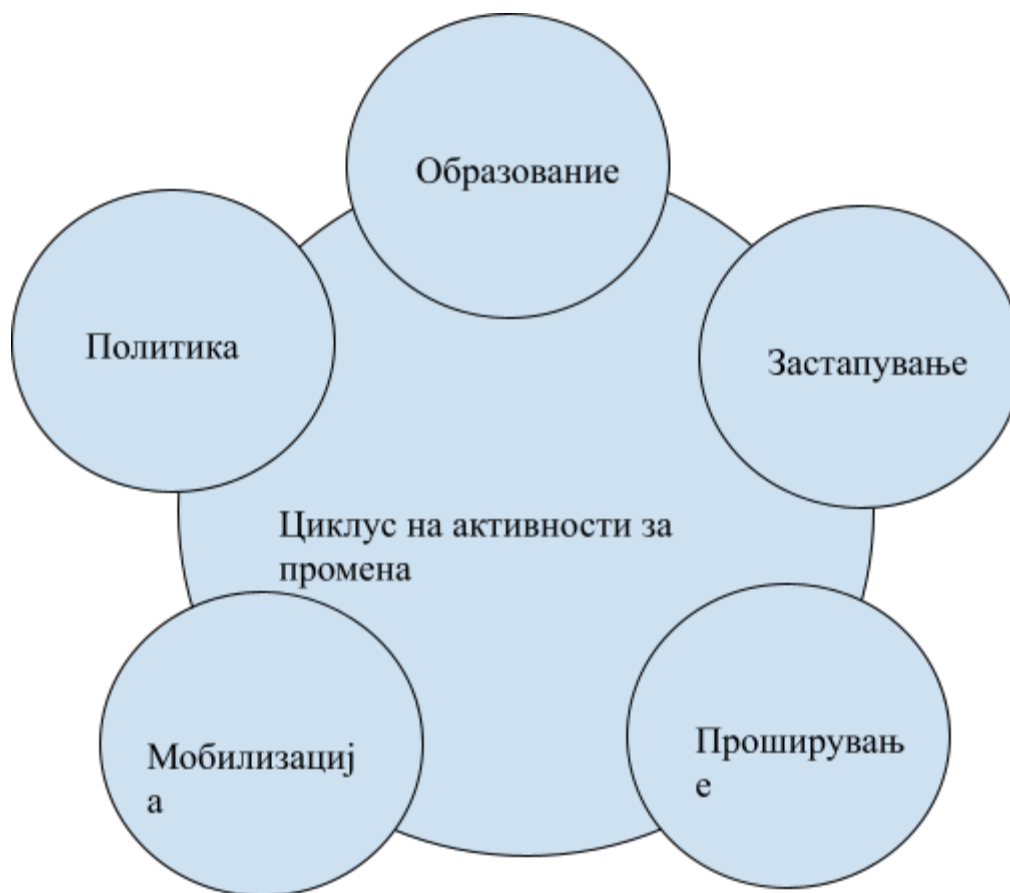 Образование
Политика
Застапување
Циклус на активности за
промена
Мобилизациј
а
Проширувањ
е